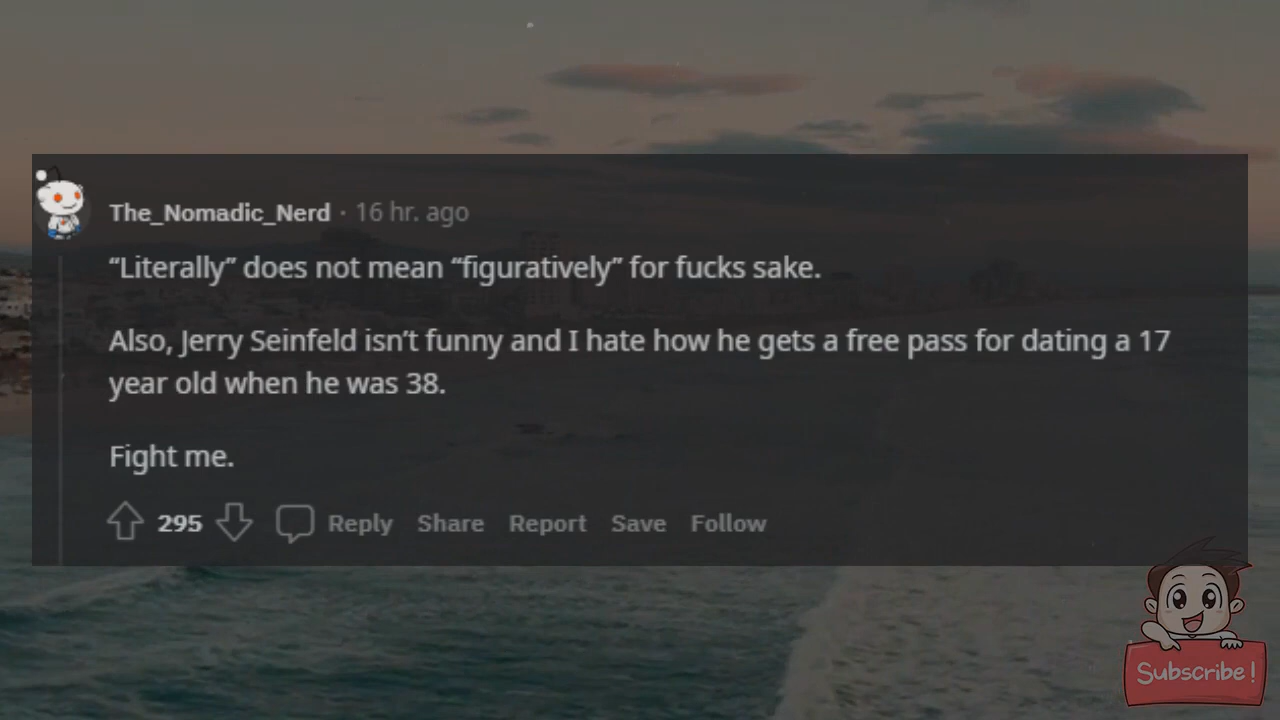 The_Nomadic_Nerd · 16 hr. ago
“Literally” does not mean “figuratively” for fucks sake.
Also, Jerry Seinfeld isn’t funny and I hate how he gets a free pass for dating a 17
year old when he was 38.
Fight me.
295 Reply Share Report Save Follow
Subscribe!